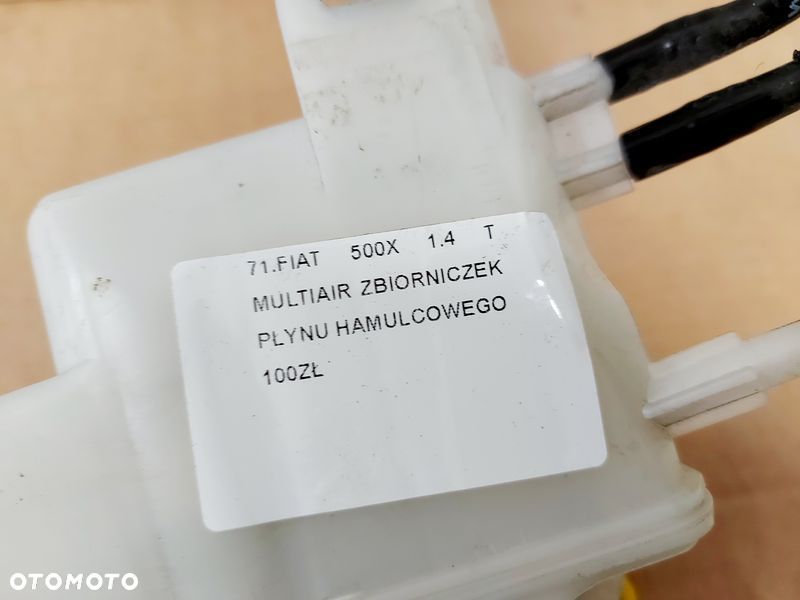 71.FIAT 500X 1.4 T
MULTIAIR ZBIORNICZEK
PŁYNU HAMULCOWEGO
100ZŁ
OTOMOTO